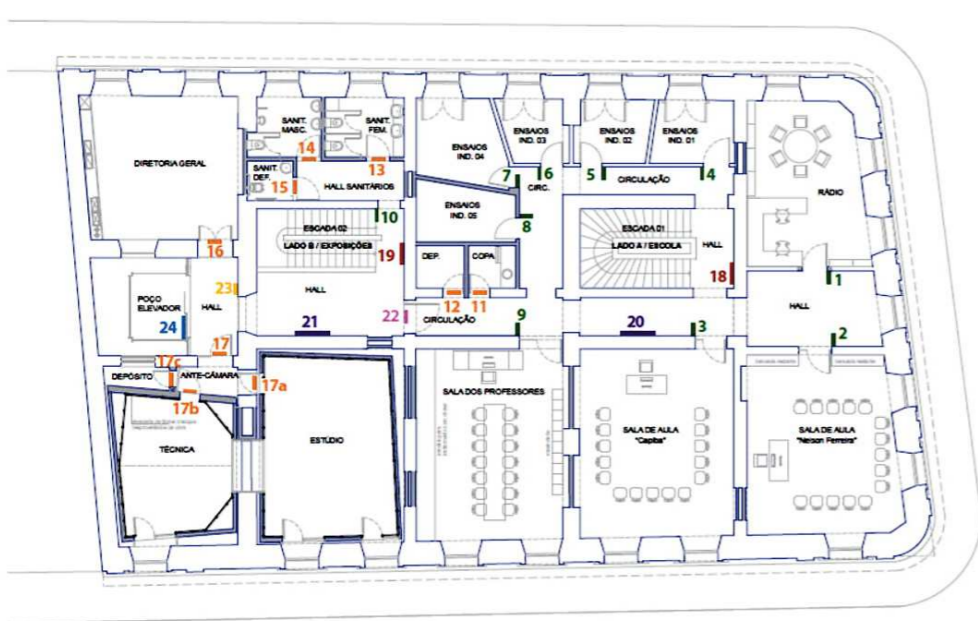 DIRETORIA GERAL
SANIT.
MASC.
14
SANIT.
FEM.
13
SANIT.
DEF.
15
HALL SANITÁRIOS
ENSAIOS
IND. 04
ENSAIOS
IND. 03
ENSAIOS
IND. 02
ENSAIOS
IND. 01
RÁDIO
7
6
CIRC.
5
CIRCULAÇÃO
4
10
ENSAIOS
IND. 05
8
ESCADA 02
LADO B / EXPOSIÇÕES
19
HALL
ESCADA 01
LADO A / ESCOLA
HALL
18
DEP.
COPA
12
11
16
23
POÇO
ELEVADOR
HALL
24
17
21
22
CIRCULAÇÃO
9
20
3
HALL
1
2
17c
DEPÓSITO
ANTE-CÂMARA
17a
17b
TÉCNICA
ESTÚDIO
SALA DOS PROFESSORES
SALA DE AULA
"Capiba"
SALA DE AULA
"Nelson Ferreira"